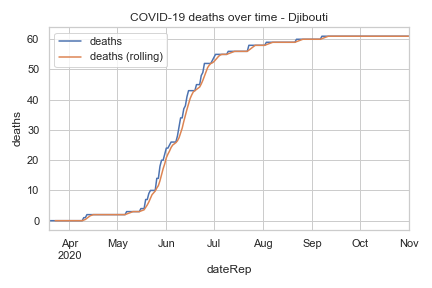 COVID-19 deaths over time - Djibouti
deaths
deaths (rolling)
60
50
40
30
20
10
0
deaths
Apr May Jun Jul Aug Sep Oct Nov
2020
dateRep